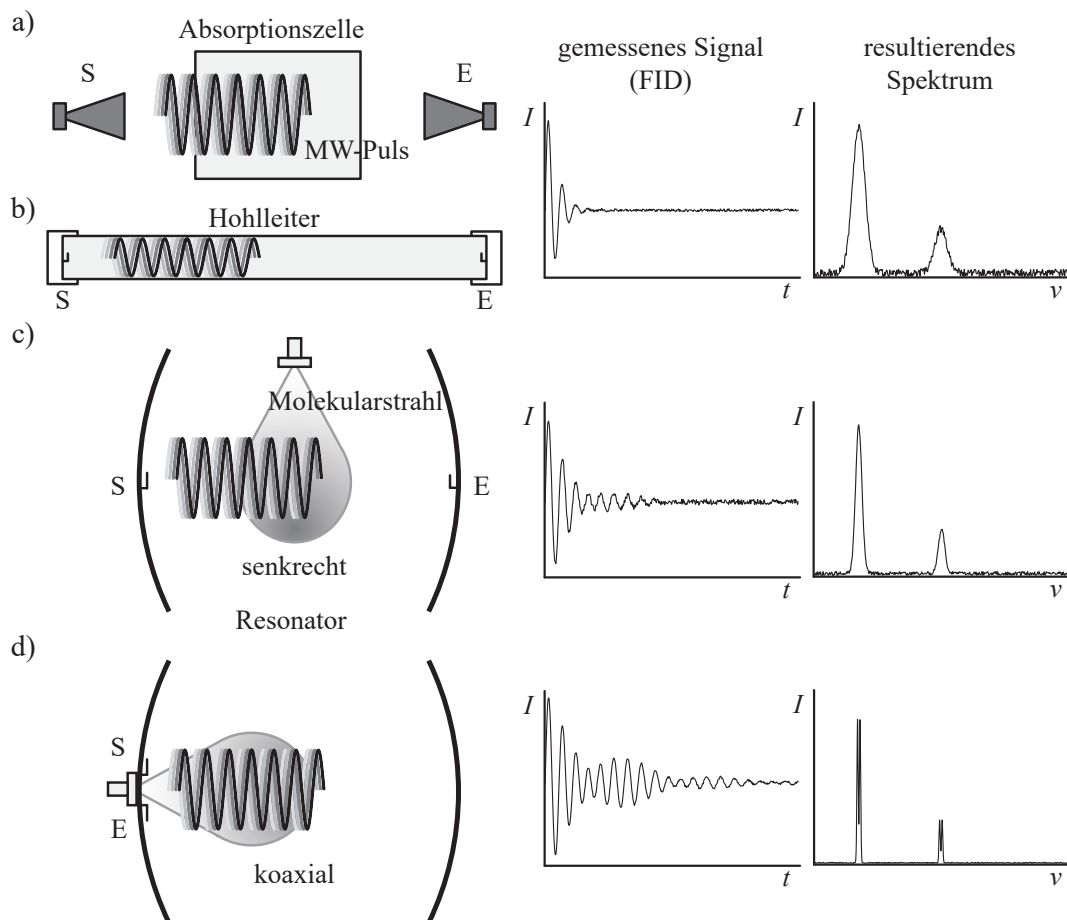 a)
Absorptionszelle
S
E
MW-Puls
gemessenes Signal
(FID)
resultierendes
Spektrum
I
t
I
ν
b)
Hohlleiter
S
E
c)
Molekularstrahl
S
E
senkrecht
Resonator
I
t
I
ν
d)
S
E
koaxial
I
t
I
ν